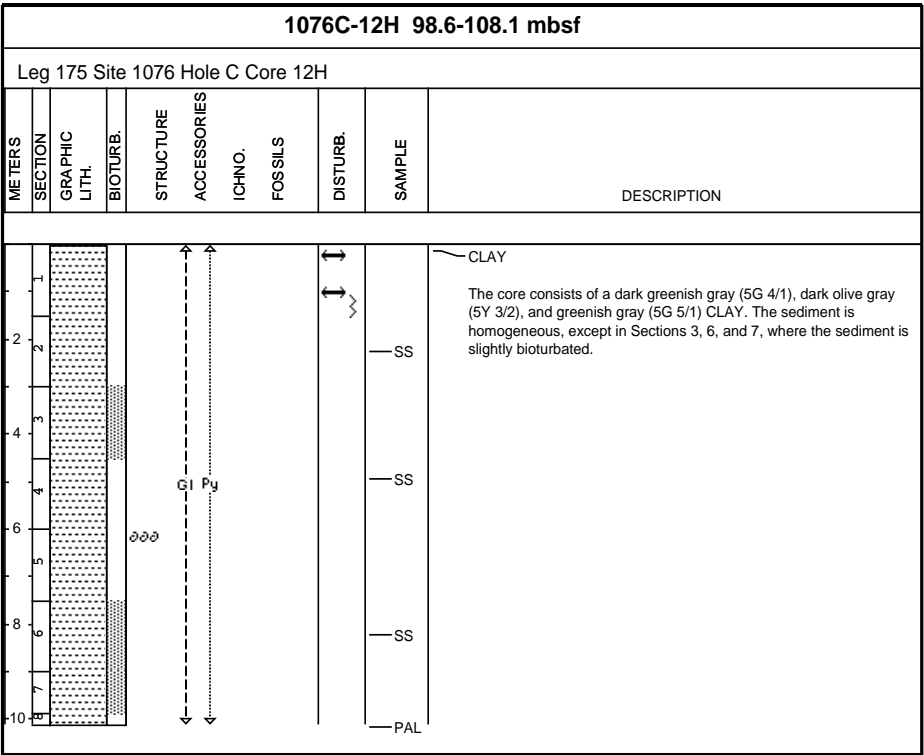 1076C-12H 98.6-108.1 mbsf
Leg 175 Site 1076 Hole C Core 12H
METERS
SECTION
GRAPHIC
LITH.
BIOTURB.
STRUCTURE
ACCESSORIES
ICHNO.
FOSSILS
DISTURB.
SAMPLE
DESCRIPTION
CLAY
1
The core consists of a dark greenish gray (5G 4/1), dark olive gray
(5Y 3/2), and greenish gray (5G 5/1) CLAY. The sediment is
homogeneous, except in Sections 3, 6, and 7, where the sediment is
slightly bioturbated.
2
2
SS
3
4
4
Gl Py
SS
6
5
8
6
SS
7
10
8
PAL